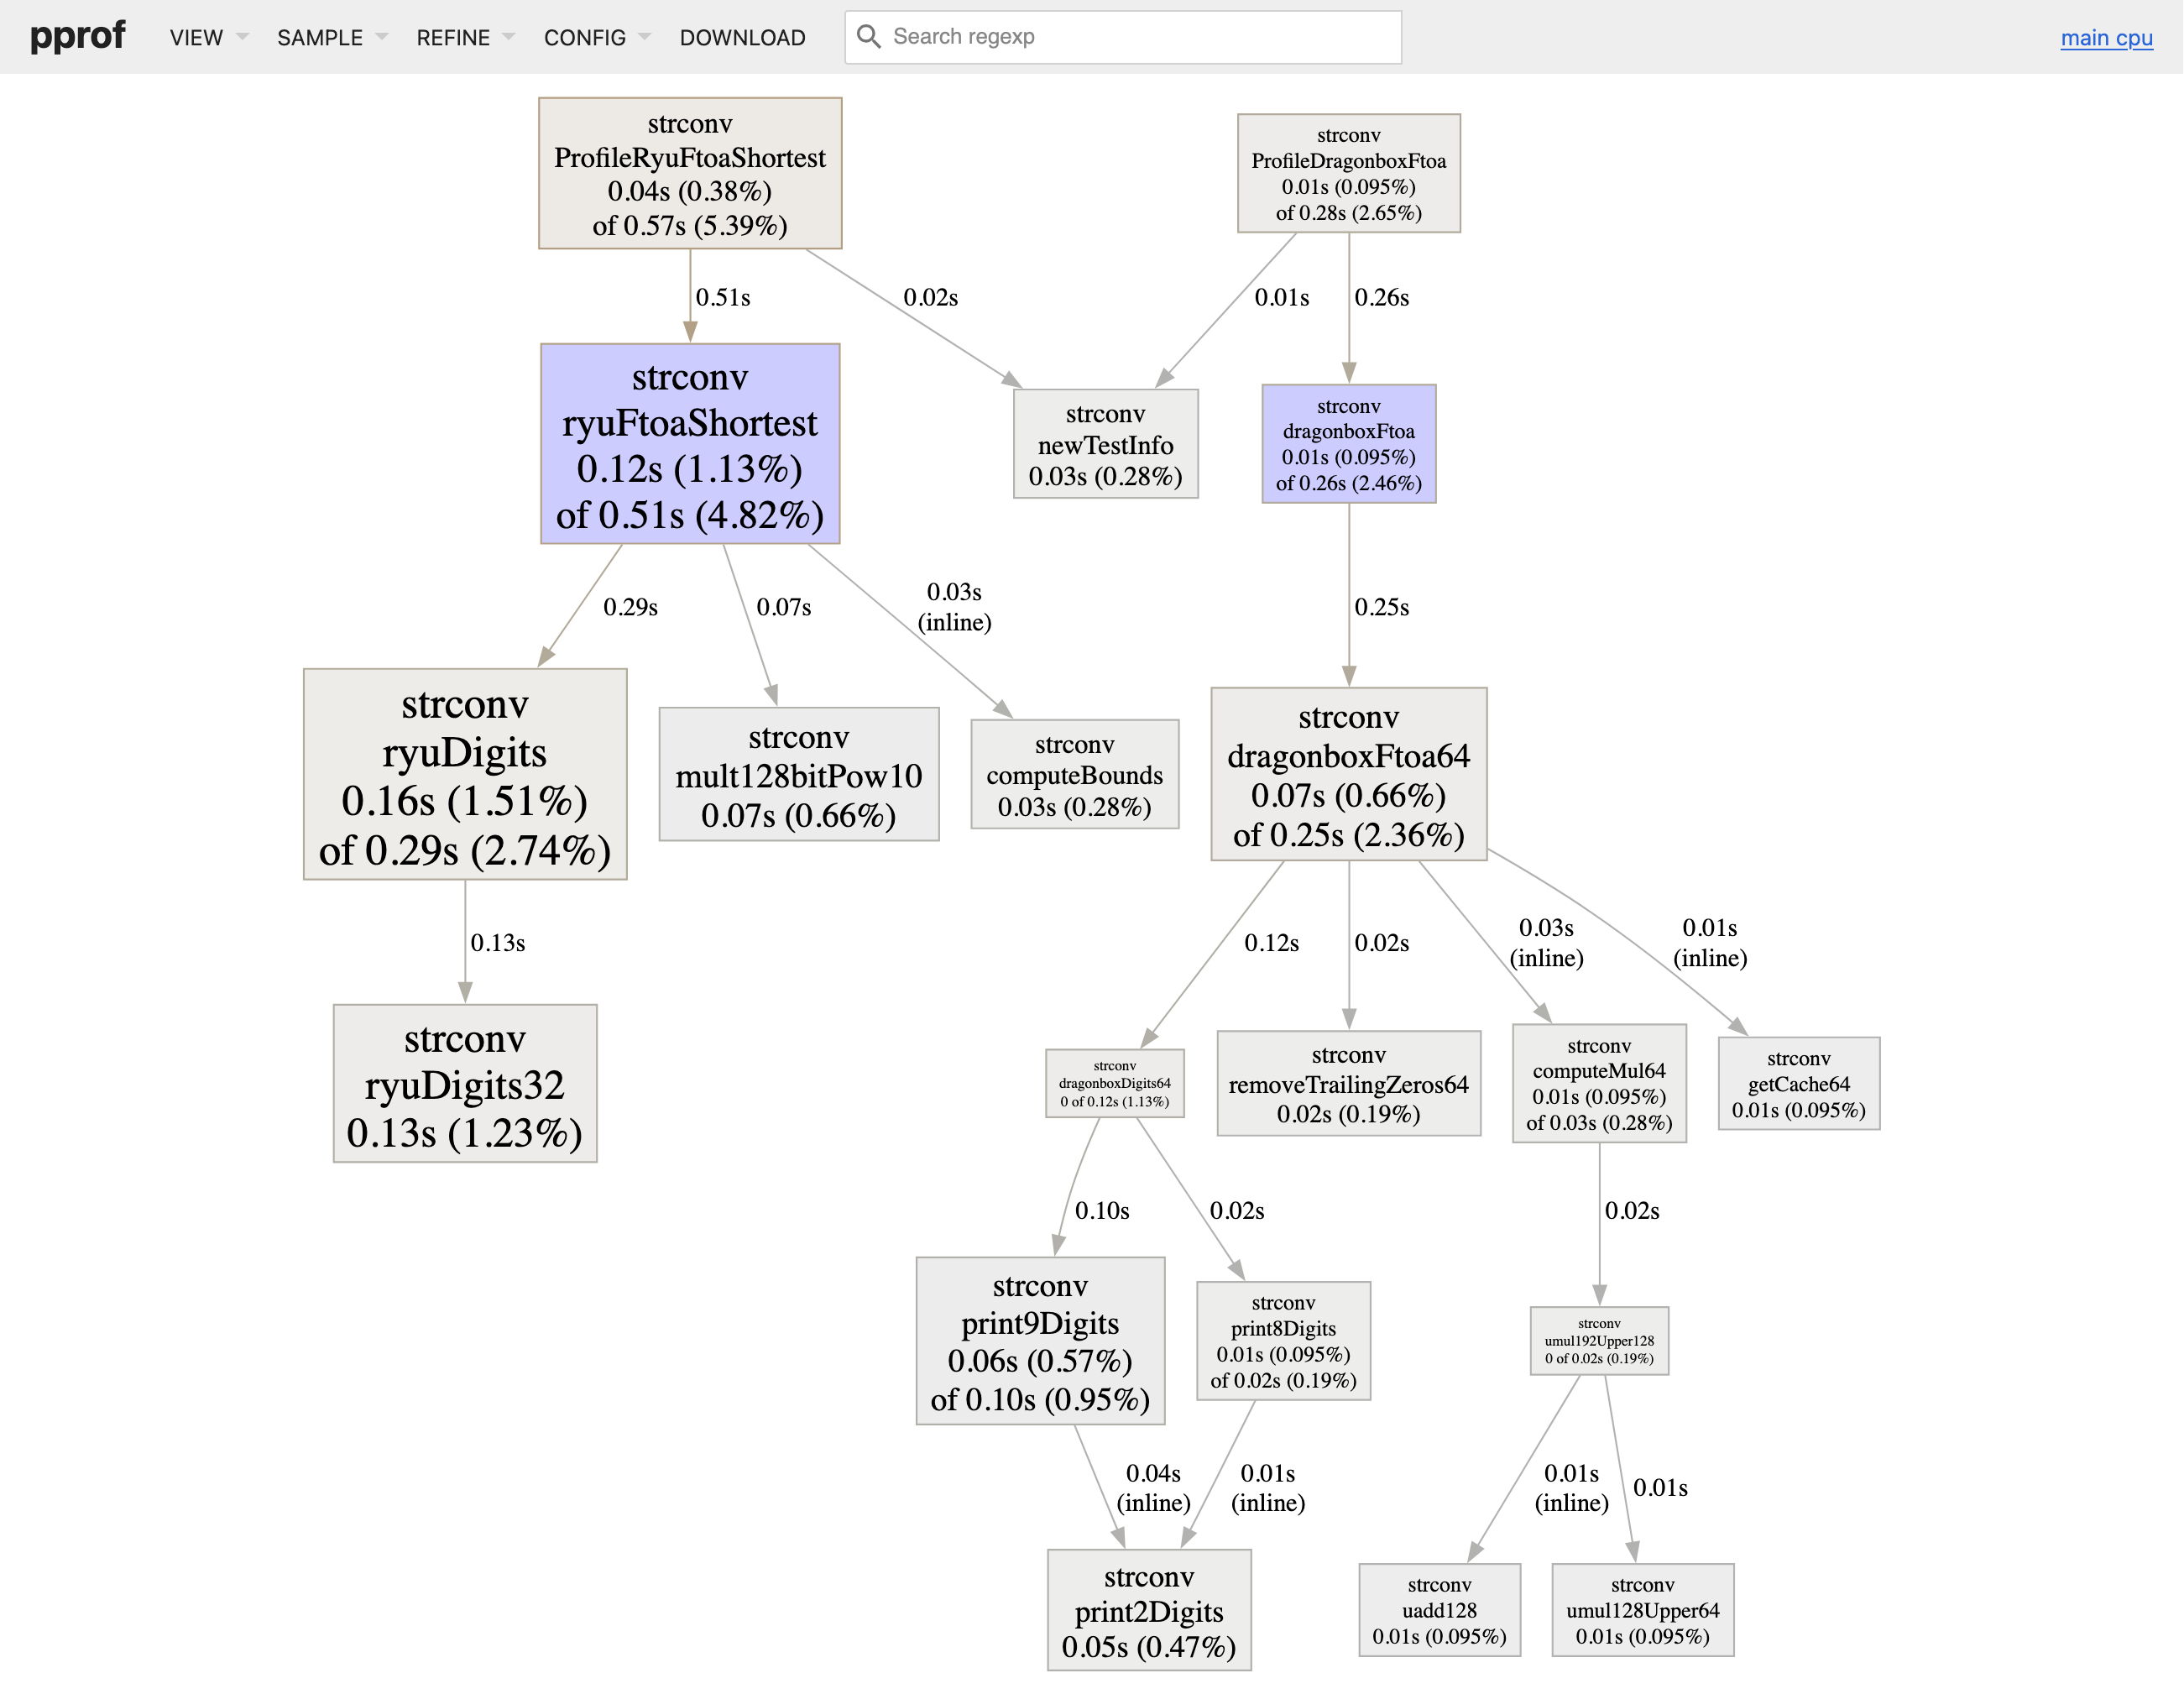 pprof
VIEW
SAMPLE
REFINE
CONFIG
DOWNLOAD
Search regexp
main cpu
strconv
ProfileRyuFtoaShortest
0.04s (0.38%)
of 0.57s (5.39%)
strconv
ProfileDragonboxFtoa
0.01s (0.095%)
of 0.28s (2.65%)
0.51s
0.02s
0.01s
0.26s
strconv
ryuFtoaShortest
0.12s (1.13%)
of 0.51s (4.82%)
strconv
newTestInfo
0.03s (0.28%)
strconv
dragonboxFtoa
0.01s (0.095%)
of 0.26s (2.46%)
0.29s
0.07s
0.03s
(inline)
0.25s
strconv
ryuDigits
0.16s (1.51%)
of 0.29s (2.74%)
strconv
mult128bitPow10
0.07s (0.66%)
strconv
computeBounds
0.03s (0.28%)
strconv
dragonboxFtoa64
0.07s (0.66%)
of 0.25s (2.36%)
0.13s
0.12s
0.02s
0.03s
(inline)
0.01s
(inline)
strconv
ryuDigits32
0.13s (1.23%)
strconv
dragonboxDigits64
0 of 0.12s (1.13%)
strconv
removeTrailingZeros64
0.02s (0.19%)
strconv
computeMul64
0.01s (0.095%)
of 0.03s (0.28%)
strconv
getCache64
0.01s (0.095%)
0.10s
0.02s
0.02s
strconv
print9Digits
0.06s (0.57%)
of 0.10s (0.95%)
strconv
print8Digits
0.01s (0.095%)
of 0.02s (0.19%)
strconv
umul192Upper128
0 of 0.02s (0.19%)
0.04s
(inline)
0.01s
(inline)
0.01s
(inline)
0.01s
strconv
print2Digits
0.05s (0.47%)
strconv
uadd128
0.01s (0.095%)
strconv
umul128Upper64
0.01s (0.095%)